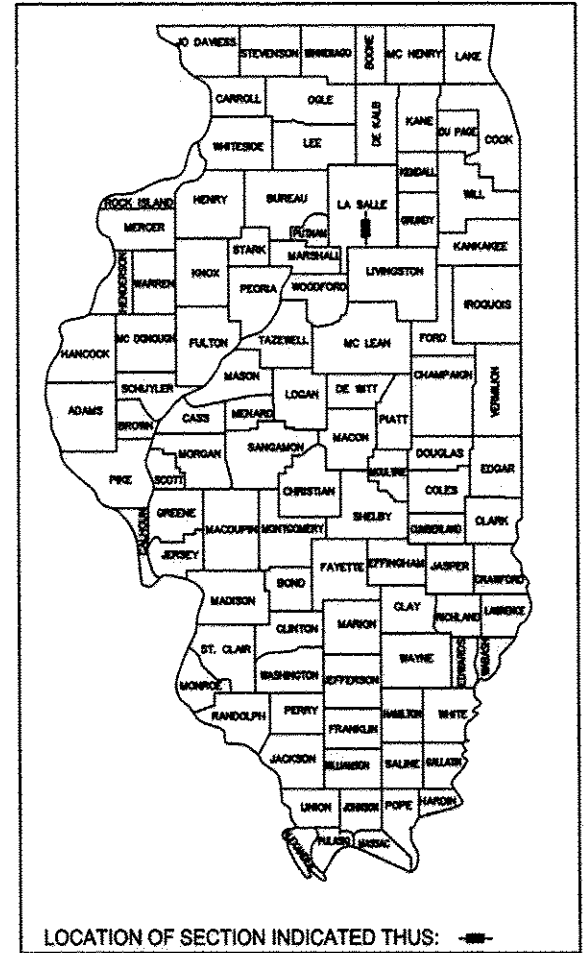 JO DAVIESS STEVENSON WINNEBAGO BOONE MC HENRY LAKE
CARROLL OGLE DE KALB KANE DU PAGE COOK
WHITESIDE LEE KENDALL WILL
ROCK ISLAND HENRY BUREAU LA SALLE GRUNDY
MERCER PUTNAM KANKAKEE
STARK MARSHALL
HENDERSON WARREN KNOX PEORIA WOODFORD LIVINGSTON IROQUOIS
HANCOCK MC DONOUGH FULTON TAZEWELL MC LEAN FORD
MASON CHAMPAIGN VERMILION
SCHUYLER LOGAN DE WITT
ADAMS BROWN CASS MENARD PIATT
MACON
MORGAN SANGAMON DOUGLAS
PIKE SCOTT CHRISTIAN EDGAR
COLES
CALHOUN GREENE MACOUPIN MONTGOMERY SHELBY CUMBERLAND CLARK
JERSEY FAYETTE EFFINGHAM JASPER CRAWFORD
MADISON BOND
CLAY RICHLAND LAWRENCE
CLINTON MARION
ST. CLAIR WAYNE EDWARDS WABASH
WASHINGTON JEFFERSON
MONROE
RANDOLPH PERRY HAMILTON WHITE
FRANKLIN
JACKSON WILLIAMSON SALINE GALLATIN
UNION JOHNSON POPE HARDIN
ALEXANDER PULASKI MASSAC
LOCATION OF SECTION INDICATED THUS: